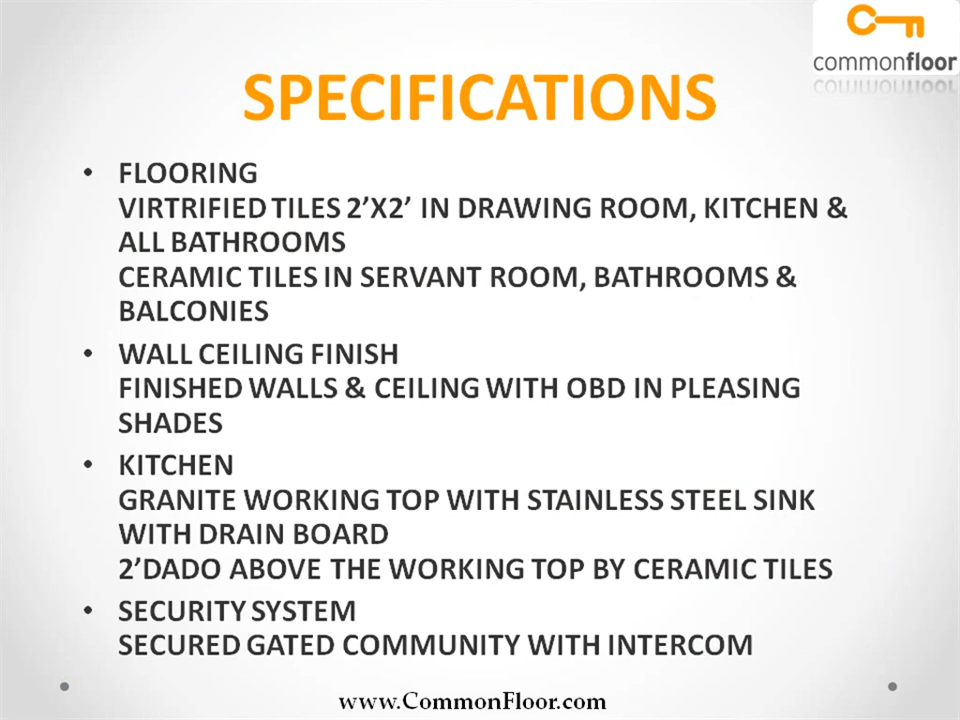 commonfloor
SPECIFICATIONS
• FLOORING
VIRTRIFIED TILES 2’X2’ IN DRAWING ROOM, KITCHEN &
ALL BATHROOMS
CERAMIC TILES IN SERVANT ROOM, BATHROOMS &
BALCONIES
• WALL CEILING FINISH
FINISHED WALLS & CEILING WITH OBD IN PLEASING
SHADES
• KITCHEN
GRANITE WORKING TOP WITH STAINLESS STEEL SINK
WITH DRAIN BOARD
2’DADO ABOVE THE WORKING TOP BY CERAMIC TILES
• SECURITY SYSTEM
SECURED GATED COMMUNITY WITH INTERCOM
www.CommonFloor.com